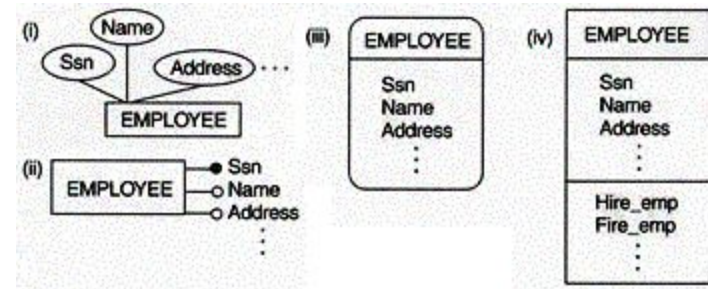 (i)
Name
Ssn
Address ...
EMPLOYEE
(ii)
EMPLOYEE
Ssn
Name
Address
(iii)
EMPLOYEE
Ssn
Name
Address
(iv)
EMPLOYEE
Ssn
Name
Address
Hire_emp
Fire_emp